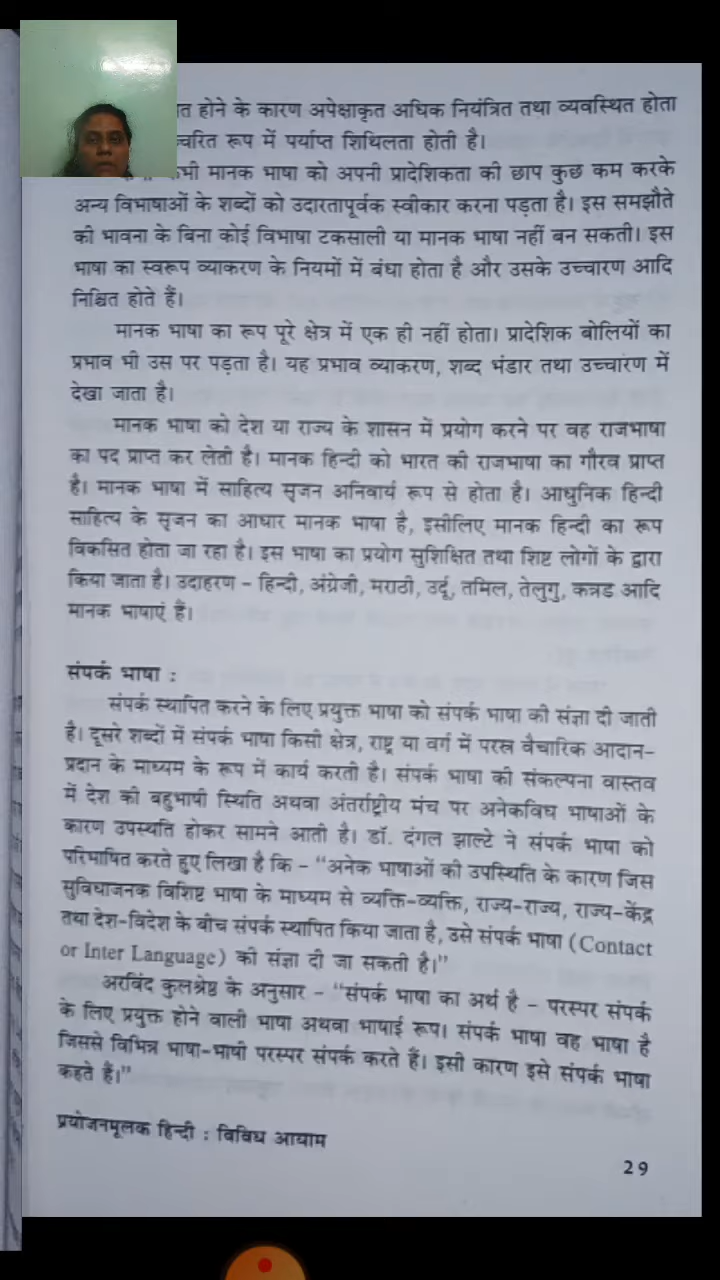 होने के कारण अपेक्षाकृत अधिक नियंत्रित तथा व्यवस्थित होता
रूप में पर्याप्त शिथिलता होती है।
मानक भाषा को अपनी प्रादेशिकता की छाप कुछ कम करके
अन्य विभाषाओं के शब्दों को उदारतापूर्वक स्वीकार करना पड़ता है। इस समझौते
की भावना के बिना कोई विभाषा टकसाली या मानक भाषा नहीं बन सकती। इस
भाषा का स्वरूप व्याकरण के नियमों में बंधा होता है और उसके उच्चारण आदि
निश्चित होते हैं।
मानक भाषा का रूप पूरे क्षेत्र में एक ही नहीं होता। प्रादेशिक बोलियों का
प्रभाव भी उस पर पड़ता है। यह प्रभाव व्याकरण, शब्द भंडार तथा उच्चारण में
देखा जाता है।
मानक भाषा को देश या राज्य के शासन में प्रयोग करने पर वह राजभाषा
का पद प्राप्त कर लेती है। मानक हिन्दी को भारत की राजभाषा का गौरव प्राप्त
है। मानक भाषा में साहित्य सृजन अनिवार्य रूप से होता है। आधुनिक हिन्दी
साहित्य के सृजन का आधार मानक भाषा है, इसीलिए मानक हिन्दी का रूप
विकसित होता जा रहा है। इस भाषा का प्रयोग सुशिक्षित तथा शिष्ट लोगों के द्वारा
किया जाता है। उदाहरण – हिन्दी, अंग्रेजी, मराठी, उर्दू, तमिल, तेलुगु, कन्नड आदि
मानक भाषाएं हैं।
संपर्क भाषा :
संपर्क स्थापित करने के लिए प्रयुक्त भाषा को संपर्क भाषा की संज्ञा दी जाती
है। दूसरे शब्दों में संपर्क भाषा किसी क्षेत्र, राष्ट्र या वर्ग में परस्र वैचारिक आदान-
प्रदान के माध्यम के रूप में कार्य करती है। संपर्क भाषा की संकल्पना वास्तव
में देश की बहुभाषी स्थिति अथवा अंतर्राष्ट्रीय मंच पर अनेकविध भाषाओं के
कारण उपस्थति होकर सामने आती है। डॉ. दंगल झाल्टे ने संपर्क भाषा को
परिभाषित करते हुए लिखा है कि – "अनेक भाषाओं की उपस्थिति के कारण जिस
सुविधाजनक विशिष्ट भाषा के माध्यम से व्यक्ति-व्यक्ति, राज्य-राज्य, राज्य-केंद्र
तथा देश-विदेश के बीच संपर्क स्थापित किया जाता है, उसे संपर्क भाषा (Contact
or Inter Language) की संज्ञा दी जा सकती है।"
अरविंद कुलश्रेष्ठ के अनुसार – "संपर्क भाषा का अर्थ है – परस्पर संपर्क
के लिए प्रयुक्त होने वाली भाषा अथवा भाषाई रूप। संपर्क भाषा वह भाषा है
जिससे विभिन्न भाषा-भाषी परस्पर संपर्क करते हैं। इसी कारण इसे संपर्क भाषा
कहते हैं।"
प्रयोजनमूलक हिन्दी : विविध आयाम
29